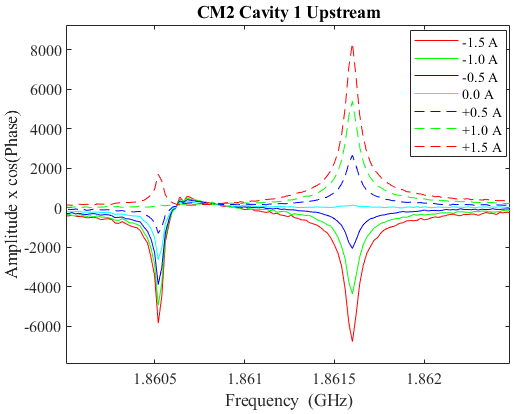 CM2 Cavity 1 Upstream
Amplitude x cos(Phase)
8000
6000
4000
2000
0
-2000
-4000
-6000
1.8605
1.861
1.8615
1.862
Frequency (GHz)
-1.5 A
-1.0 A
-0.5 A
0.0 A
+0.5 A
+1.0 A
+1.5 A